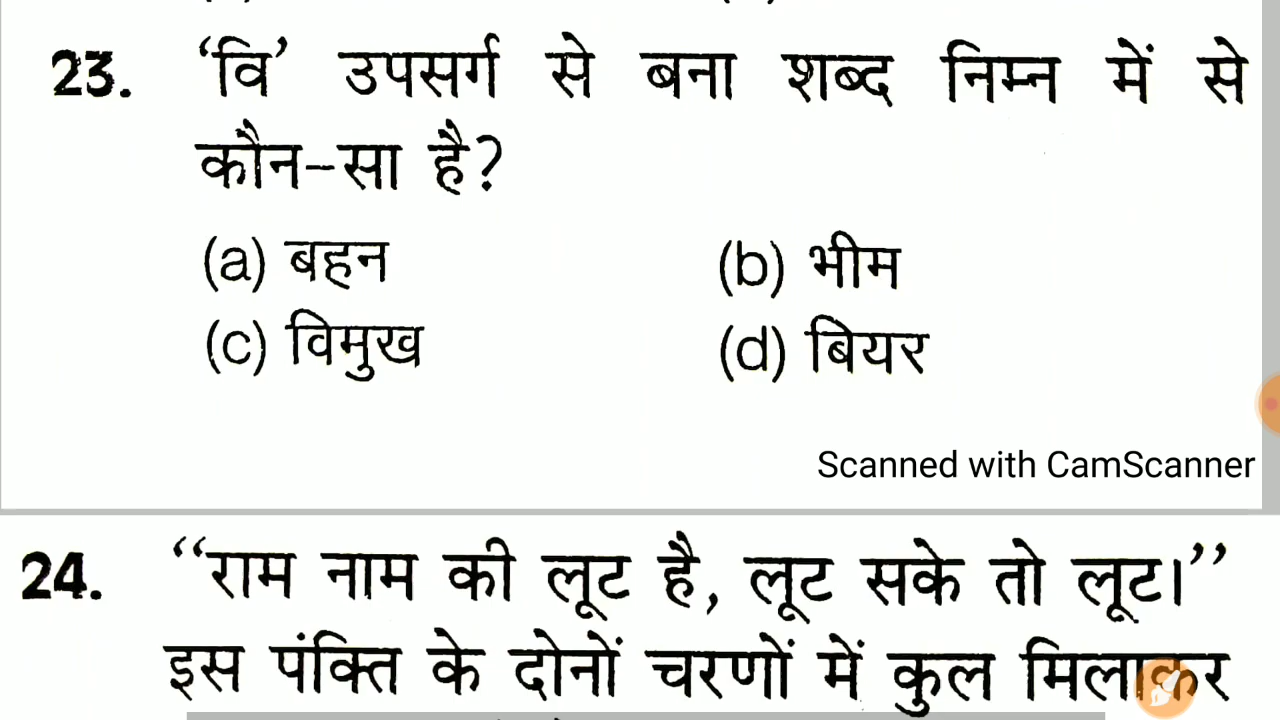 23. ‘वि’ उपसर्ग से बना शब्द निम्न में से
कौन-सा है?
(a) बहन (b) भीम
(c) विमुख (d) बियर
Scanned with CamScanner
24. “राम नाम की लूट है, लूट सके तो लूट।”
इस पंक्ति के दोनों चरणों में कुल मिलाकर